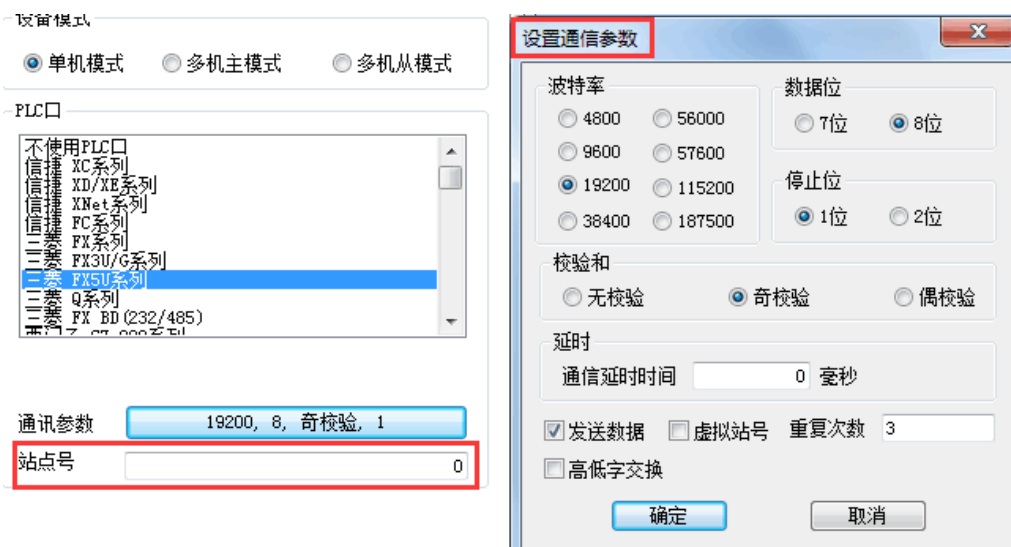 设备模式
单机模式
多机主模式
多机从模式
PLC口
不使用PLC口
信捷 XC系列
信捷 XD/XE系列
信捷 XNet系列
信捷 FC系列
三菱 FX系列
三菱 FX3U/G系列
三菱 FX5U系列
三菱 Q系列
三菱 FX BD(232/485)
通讯参数
19200, 8, 奇校验, 1
站点号
0
设置通信参数
波特率
4800
56000
9600
57600
19200
115200
38400
187500
数据位
7位
8位
停止位
1位
2位
校验和
无校验
奇校验
偶校验
延时
通信延时时间
0
毫秒
发送数据
虚拟站号
重复次数
3
高低字交换
确定
取消